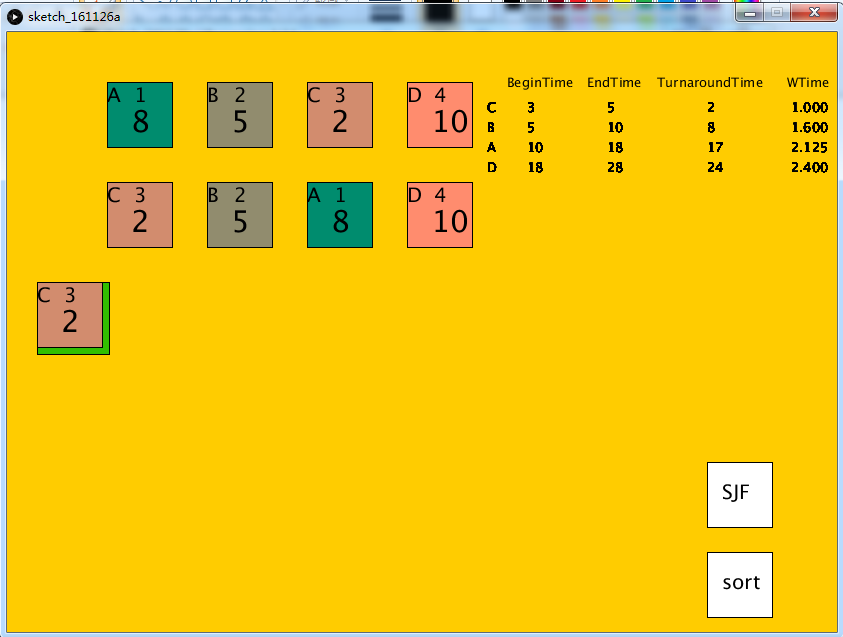 sketch_161126a
A 1 B 2 C 3 D 4
8 5 2 10
C 3 B 2 A 1 D 4
2 5 8 10
BeginTime EndTime TurnaroundTime WTime
C 3 5 2 1.000
B 5 10 8 1.600
A 10 18 17 2.125
D 18 28 24 2.400
C 3
2
SJF
sort